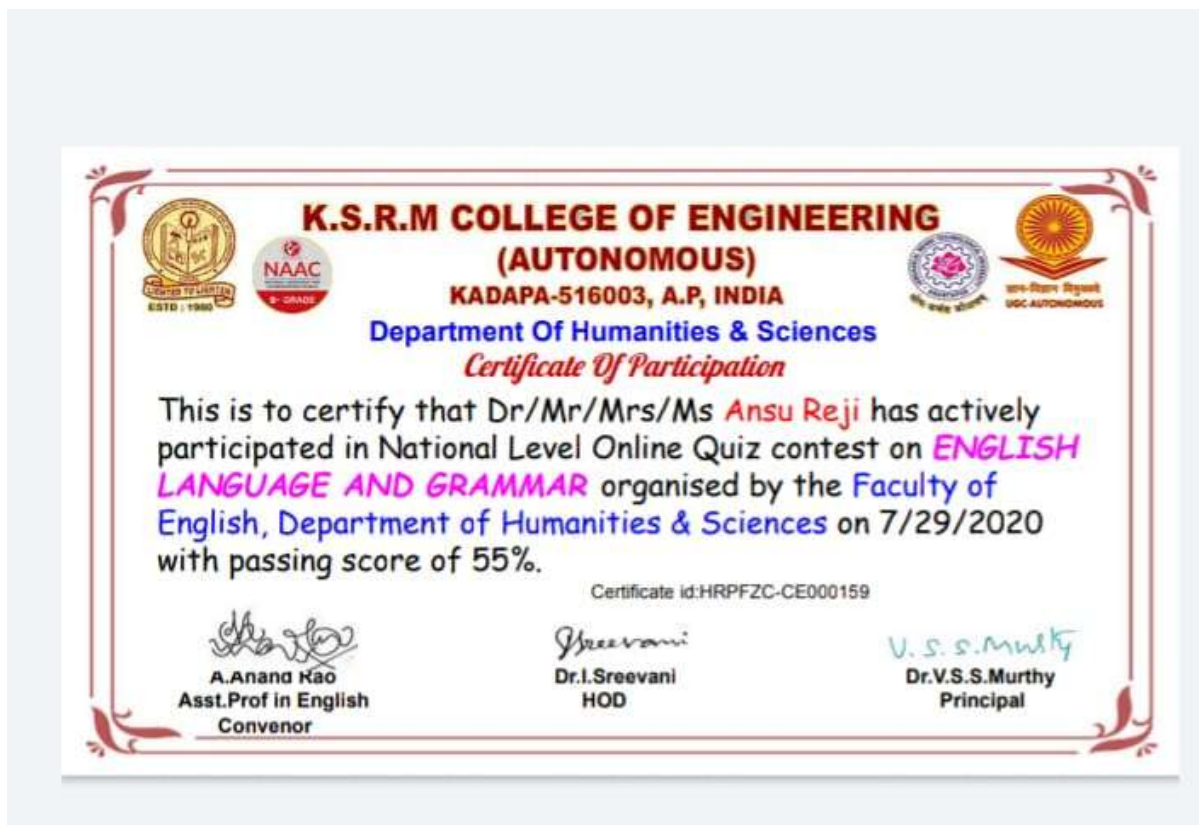 K.S.R.M COLLEGE OF ENGINEERING
(AUTONOMOUS)
KADAPA-516003, A.P, INDIA
NAAC
B+ GRADE
ESTD : 1980
UGC AUTONOMOUS
Department Of Humanities & Sciences
Certificate Of Participation
This is to certify that Dr/Mr/Mrs/Ms Ansu Reji has actively
participated in National Level Online Quiz contest on ENGLISH
LANGUAGE AND GRAMMAR organised by the Faculty of
English, Department of Humanities & Sciences on 7/29/2020
with passing score of 55%.
Certificate id:HRPFZC-CE000159
Sreevani
V.S.S.Murthy
A.Anand Rao
Dr.I.Sreevani
Dr.V.S.S.Murthy
Asst.Prof in English
HOD
Principal
Convenor